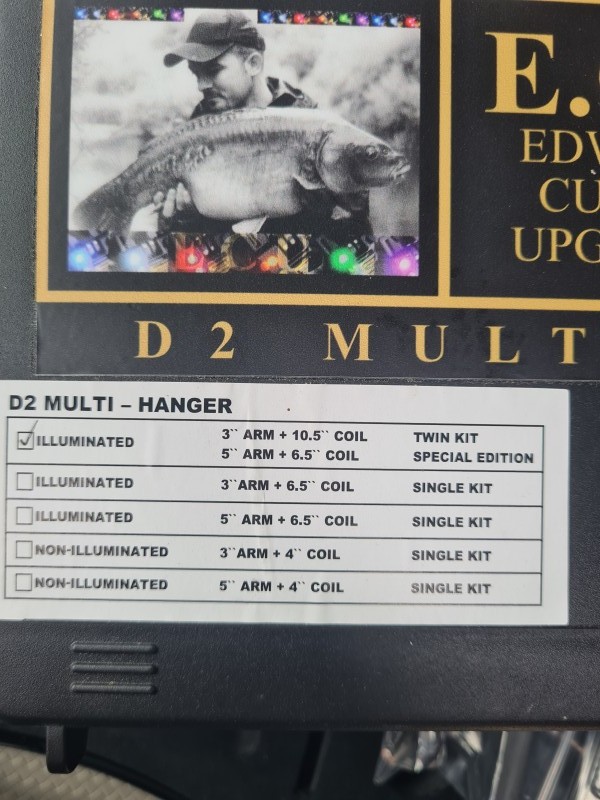 E.
EDV
CÙ
UPG
D2 MULT
D2 MULTI – HANGER
ILLUMINATED 3`` ARM + 10.5`` COIL TWIN KIT
5`` ARM + 6.5`` COIL SPECIAL EDITION
ILLUMINATED 3``ARM + 6.5`` COIL SINGLE KIT
ILLUMINATED 5`` ARM + 6.5`` COIL SINGLE KIT
NON-ILLUMINATED 3``ARM + 4`` COIL SINGLE KIT
NON-ILLUMINATED 5`` ARM + 4`` COIL SINGLE KIT